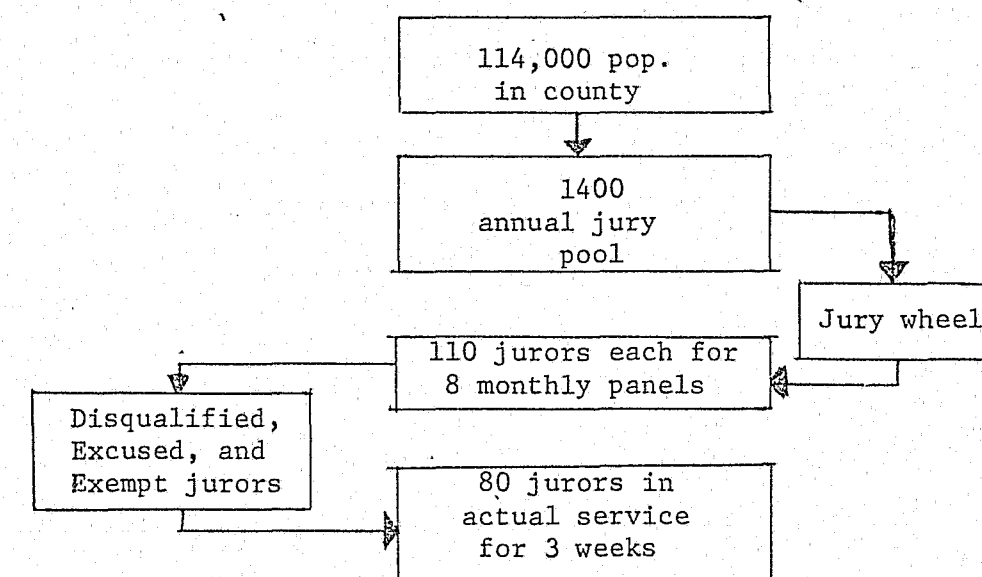 114,000 pop.
in county
1400
annual jury
pool
Jury wheel
110 jurors each for
8 monthly panels
Disqualified,
Excused, and
Exempt jurors
80 jurors in
actual service
for 3 weeks